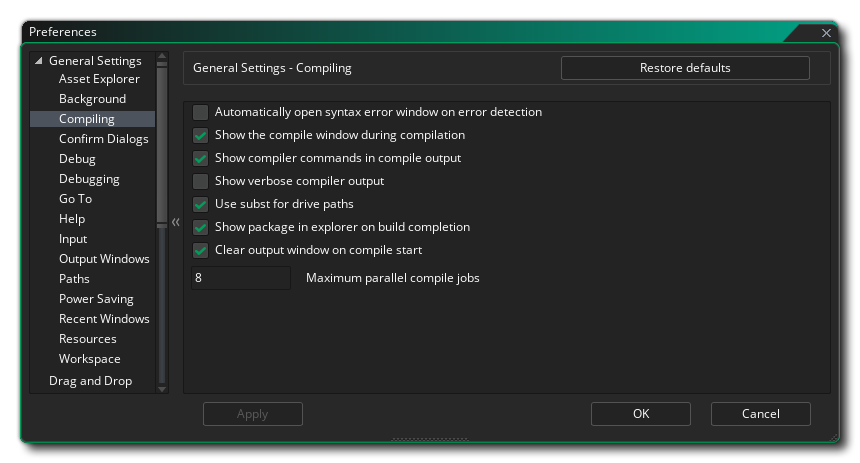 Preferences
General Settings
Asset Explorer
Background
Compiling
Confirm Dialogs
Debug
Debugging
Go To
Help
Input
Output Windows
Paths
Power Saving
Recent Windows
Resources
Workspace
Drag and Drop
General Settings - Compiling
Restore defaults
Automatically open syntax error window on error detection
Show the compile window during compilation
Show compiler commands in compile output
Show verbose compiler output
Use subst for drive paths
Show package in explorer on build completion
Clear output window on compile start
8 Maximum parallel compile jobs
Apply OK Cancel